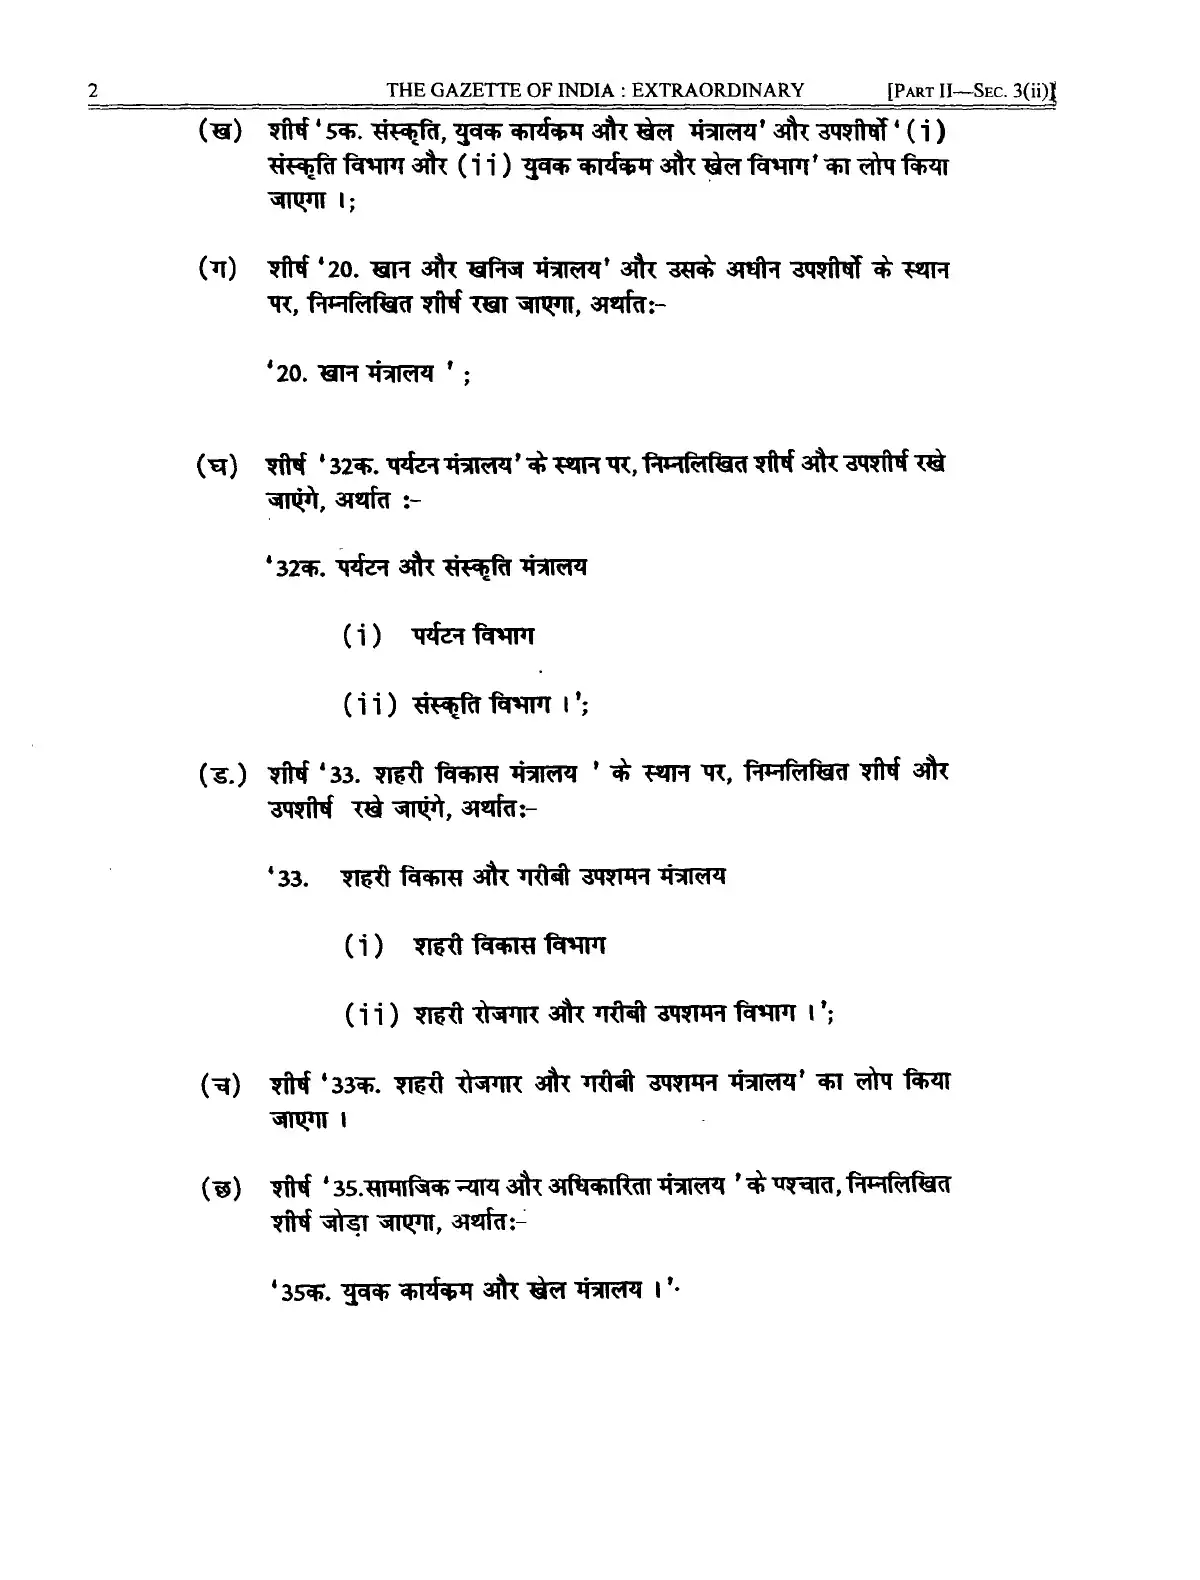 2 THE GAZETTE OF INDIA : EXTRAORDINARY [PART II—SEC. 3(ii)]
(ख) शीर्ष ‘5क. संस्कृति, युवक कार्यक्रम और खेल मंत्रालय’ और उपशीर्षों ‘(i)
संस्कृति विभाग और (ii) युवक कार्यक्रम और खेल विभाग’ का लोप किया
जाएगा ।;
(ग) शीर्ष ‘20. खान और खनिज मंत्रालय’ और उसके अधीन उपशीर्षों के स्थान
पर, निम्नलिखित शीर्ष रखा जाएगा, अर्थात:-
‘20. खान मंत्रालय ’ ;
(घ) शीर्ष ‘32क. पर्यटन मंत्रालय’ के स्थान पर, निम्नलिखित शीर्ष और उपशीर्ष रखे
जाएंगे, अर्थात :-
‘32क. पर्यटन और संस्कृति मंत्रालय
(i) पर्यटन विभाग
(ii) संस्कृति विभाग ।’;
(ड.) शीर्ष ‘33. शहरी विकास मंत्रालय ’ के स्थान पर, निम्नलिखित शीर्ष और
उपशीर्ष रखे जाएंगे, अर्थात:-
‘33. शहरी विकास और गरीबी उपशमन मंत्रालय
(i) शहरी विकास विभाग
(ii) शहरी रोजगार और गरीबी उपशमन विभाग ।’;
(च) शीर्ष ‘33क. शहरी रोजगार और गरीबी उपशमन मंत्रालय’ का लोप किया
जाएगा ।
(छ) शीर्ष ‘35.सामाजिक न्याय और अधिकारिता मंत्रालय ’ के पश्चात, निम्नलिखित
शीर्ष जोड़ा जाएगा, अर्थात:-
‘35क. युवक कार्यक्रम और खेल मंत्रालय ।’.